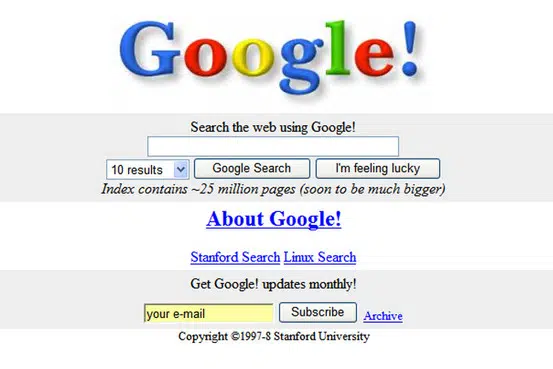 Google!
Search the web using Google!
10 results Google Search I'm feeling lucky
Index contains ~25 million pages (soon to be much bigger)
About Google!
Stanford Search Linux Search
Get Google! updates monthly!
your e-mail Subscribe Archive
Copyright ©1997-8 Stanford University